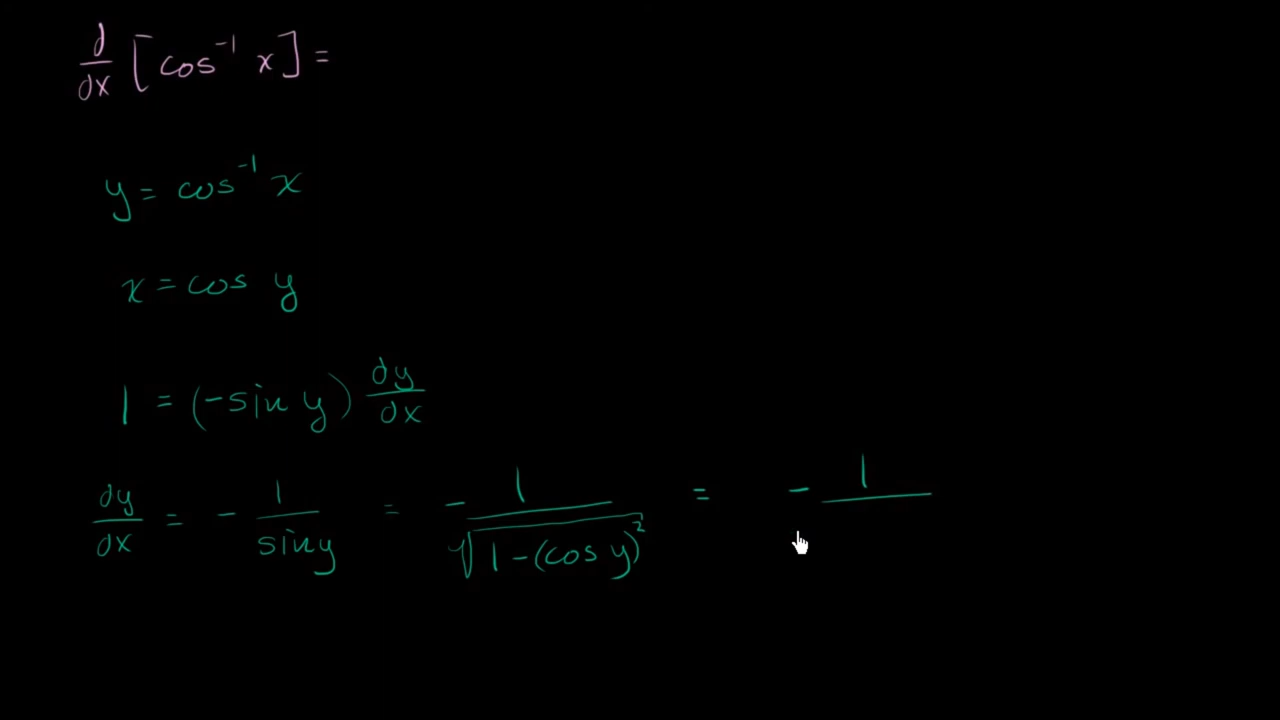 d/dx [cos⁻¹ x] =
y = cos⁻¹ x
x = cos y
1 = (-sin y) dy/dx
dy/dx = - 1/sin y = - 1/√(1-(cos y)²) = - 1/